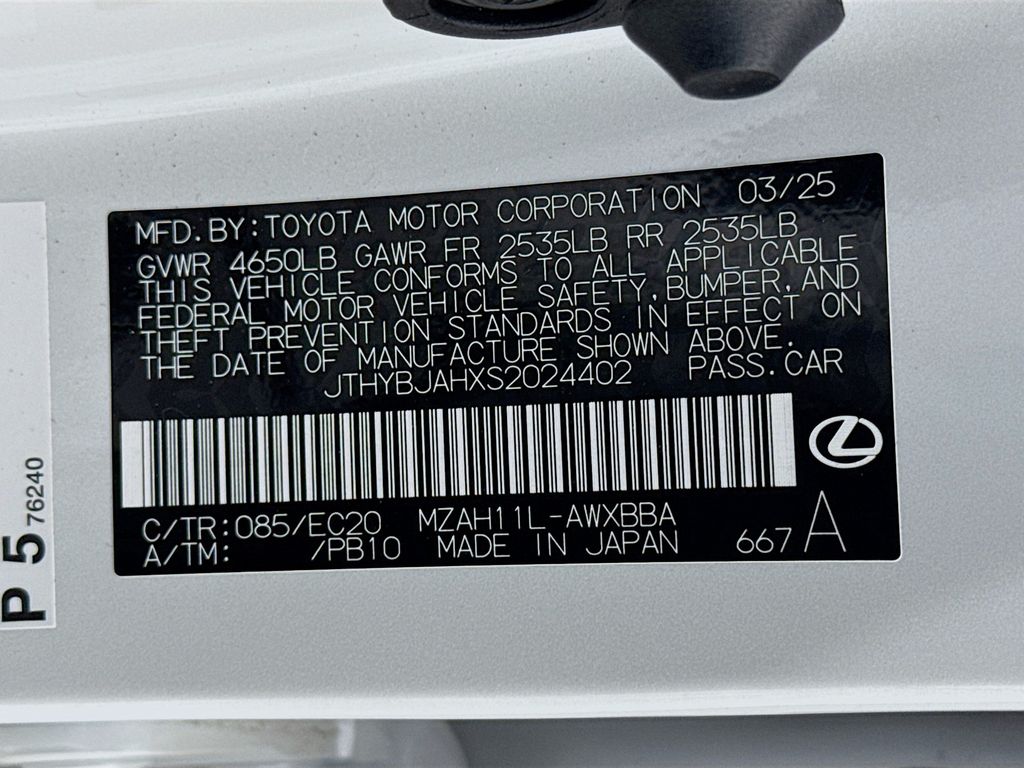 MFD. BY: TOYOTA MOTOR CORPORATION 03/25
GVWR 4650LB GAWR FR 2535LB RR 2535LB
THIS VEHICLE CONFORMS TO ALL APPLICABLE
FEDERAL MOTOR VEHICLE SAFETY, BUMPER, AND
THEFT PREVENTION STANDARDS IN EFFECT ON
THE DATE OF MANUFACTURE SHOWN ABOVE.
JTHYBJAHXS2024402 PASS. CAR
C/TR: 085/EC20 MZAH11L-AWXBBA
A/TM: /PB10 MADE IN JAPAN 667 A
P 5 76240